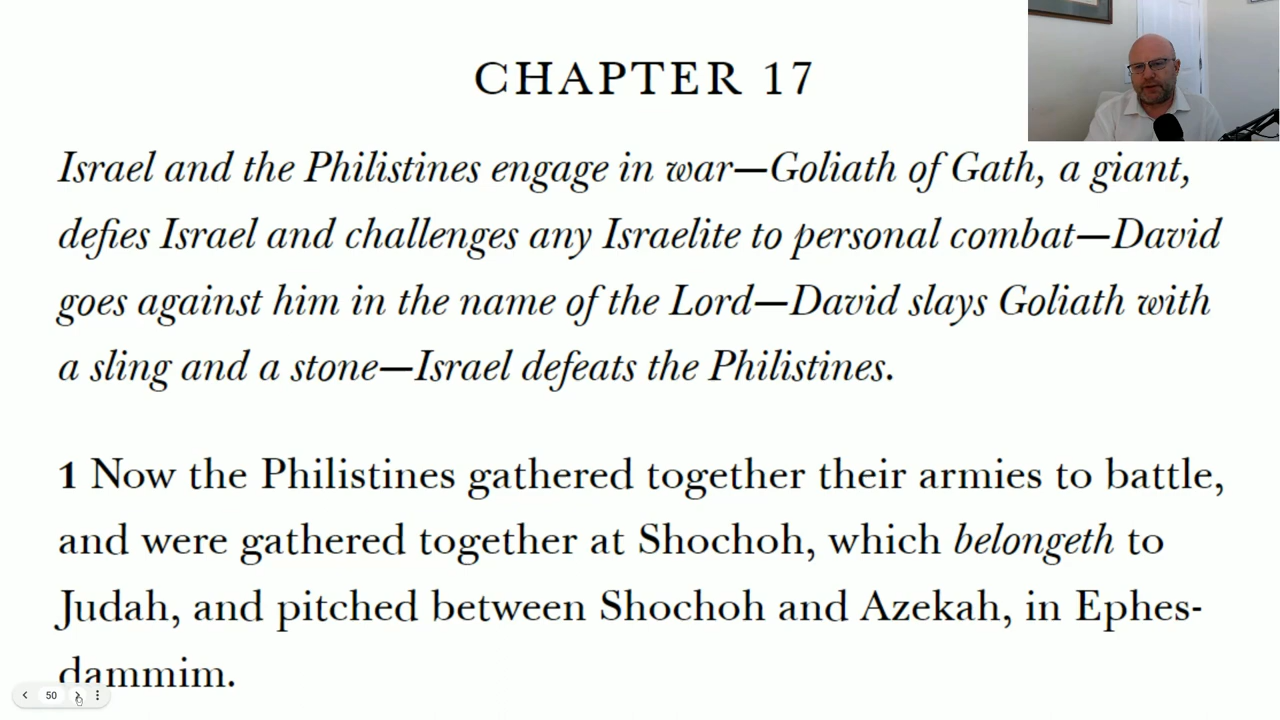 CHAPTER 17
Israel and the Philistines engage in war—Goliath of Gath, a giant,
defies Israel and challenges any Israelite to personal combat—David
goes against him in the name of the Lord—David slays Goliath with
a sling and a stone—Israel defeats the Philistines.
1 Now the Philistines gathered together their armies to battle,
and were gathered together at Shochoh, which belongeth to
Judah, and pitched between Shochoh and Azekah, in Ephes-
dammim.
50